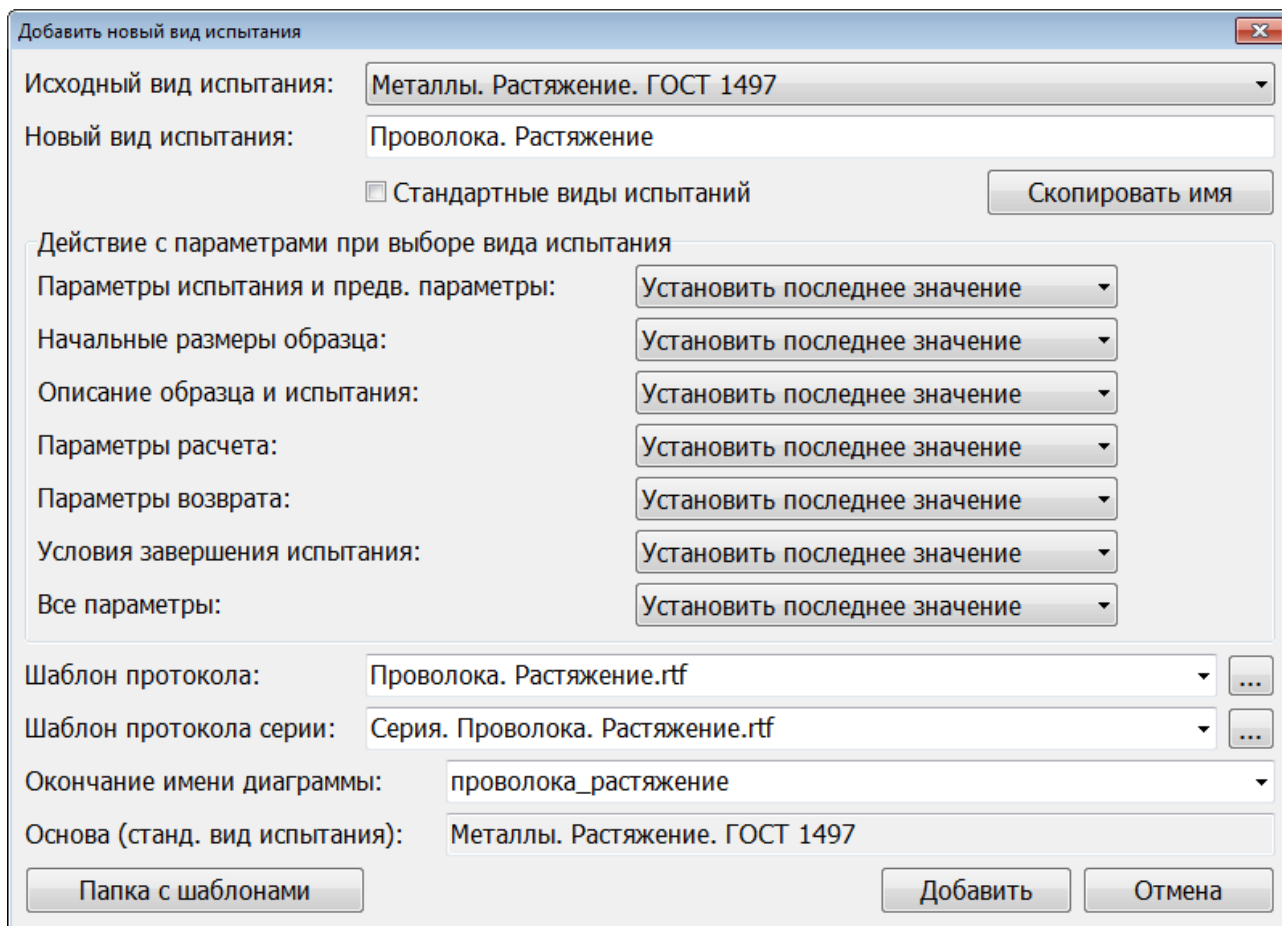 Добавить новый вид испытания
Исходный вид испытания: Металлы. Растяжение. ГОСТ 1497
Новый вид испытания: Проволока. Растяжение
Стандартные виды испытаний Скопировать имя
Действие с параметрами при выборе вида испытания
Параметры испытания и предв. параметры: Установить последнее значение
Начальные размеры образца: Установить последнее значение
Описание образца и испытания: Установить последнее значение
Параметры расчета: Установить последнее значение
Параметры возврата: Установить последнее значение
Условия завершения испытания: Установить последнее значение
Все параметры: Установить последнее значение
Шаблон протокола: Проволока. Растяжение.rtf ...
Шаблон протокола серии: Серия. Проволока. Растяжение.rtf ...
Окончание имени диаграммы: проволока_растяжение
Основа (станд. вид испытания): Металлы. Растяжение. ГОСТ 1497
Папка с шаблонами Добавить Отмена